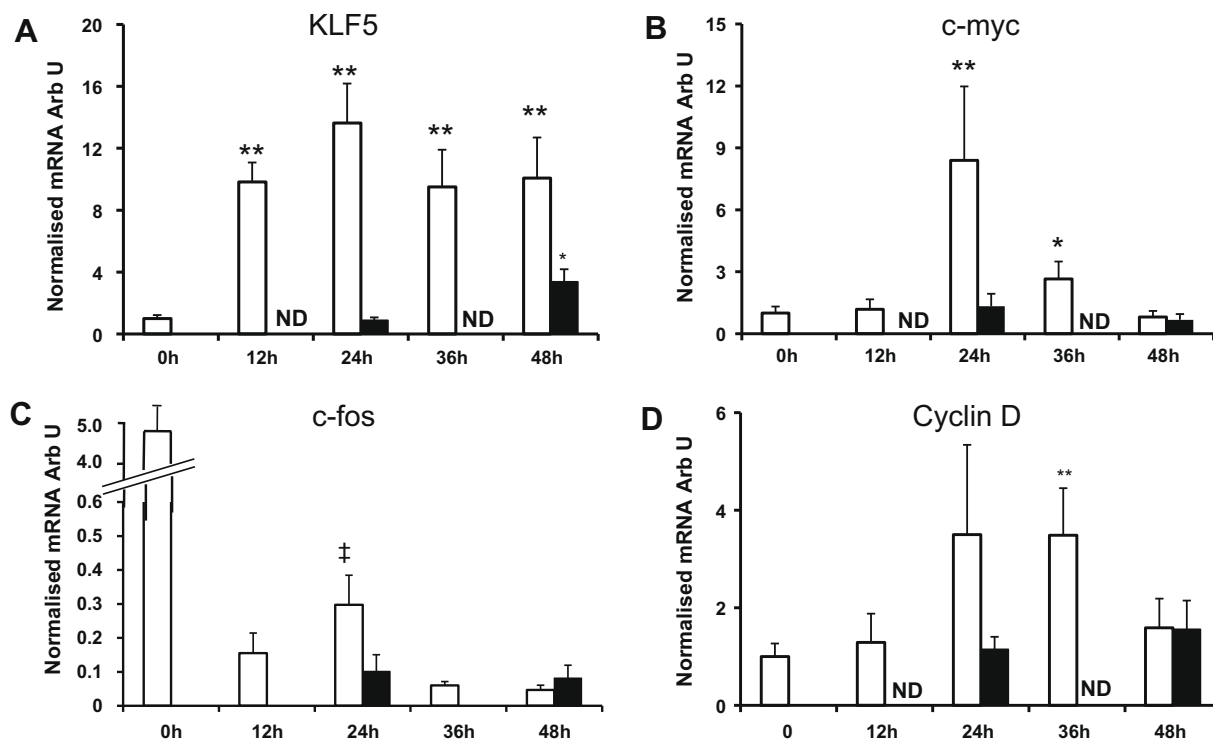 A
KLF5
Normalised mRNA Arb U
20
16
12
8
4
0
**
**
**
**
*
ND
ND
0h 12h 24h 36h 48h
B
c-myc
Normalised mRNA Arb U
15
12
9
6
3
0
**
*
ND
ND
0h 12h 24h 36h 48h
C
c-fos
Normalised mRNA Arb U
5.0
4.0
0.6
0.5
0.4
0.3
0.2
0.1
0
‡
0h 12h 24h 36h 48h
D
Cyclin D
Normalised mRNA Arb U
6
4
2
0
**
ND
ND
0 12h 24h 36h 48h